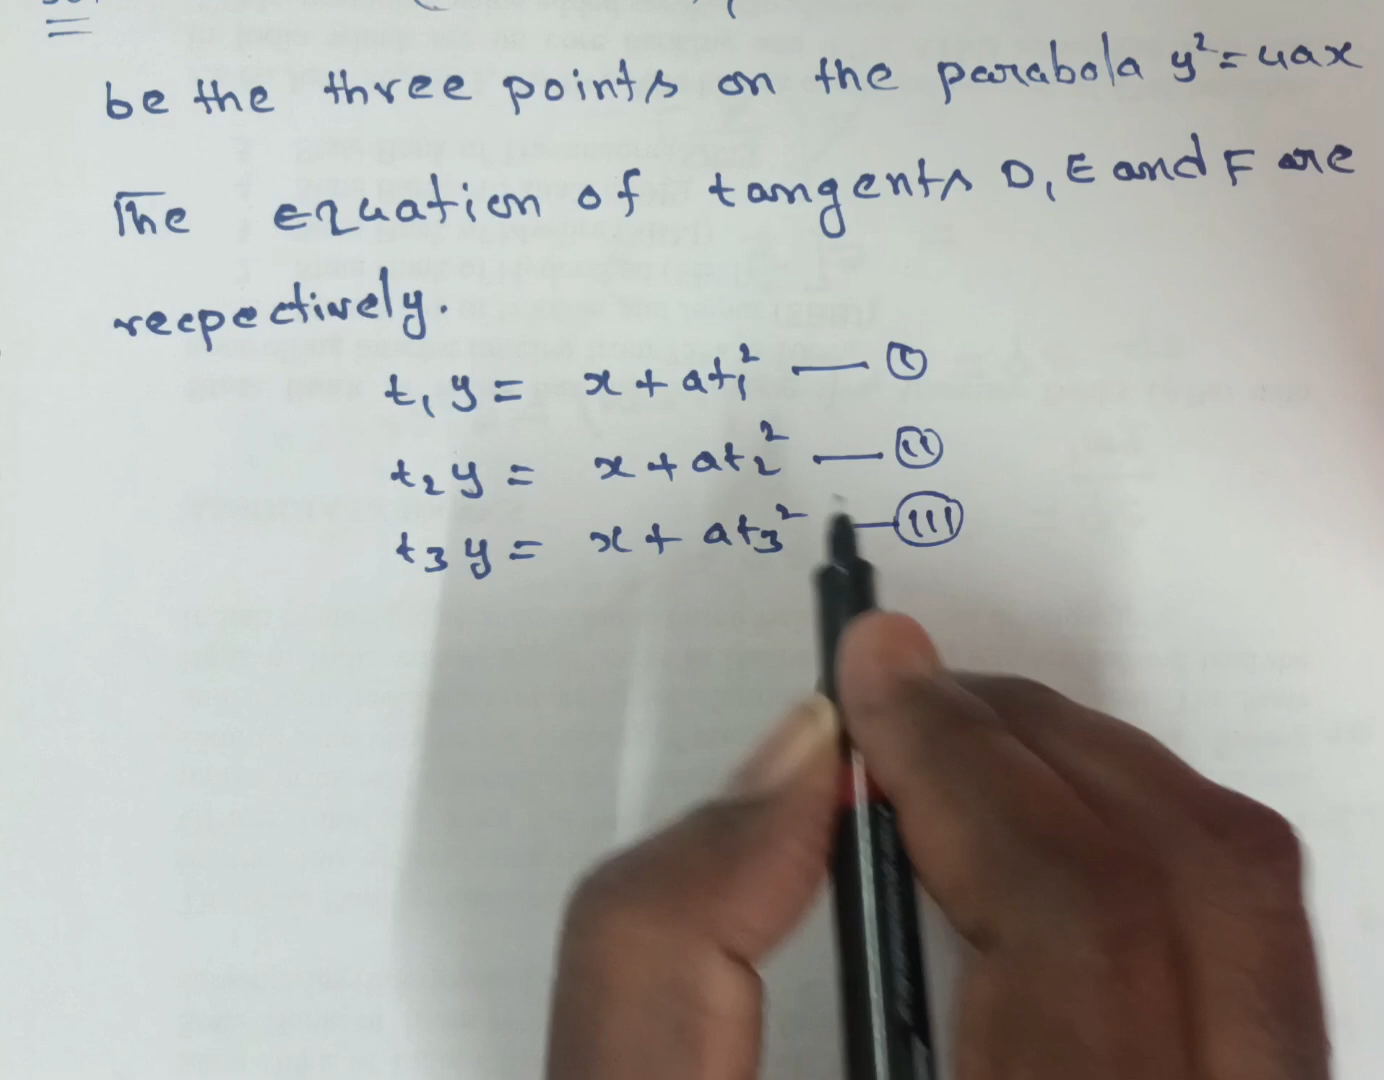 be the three points on the parabola y² = 4ax
The equation of tangents D, E and F are
recpectively.
t₁y = x + at₁² — (i)
t₂y = x + at₂² — (ii)
t₃y = x + at₃² — (iii)